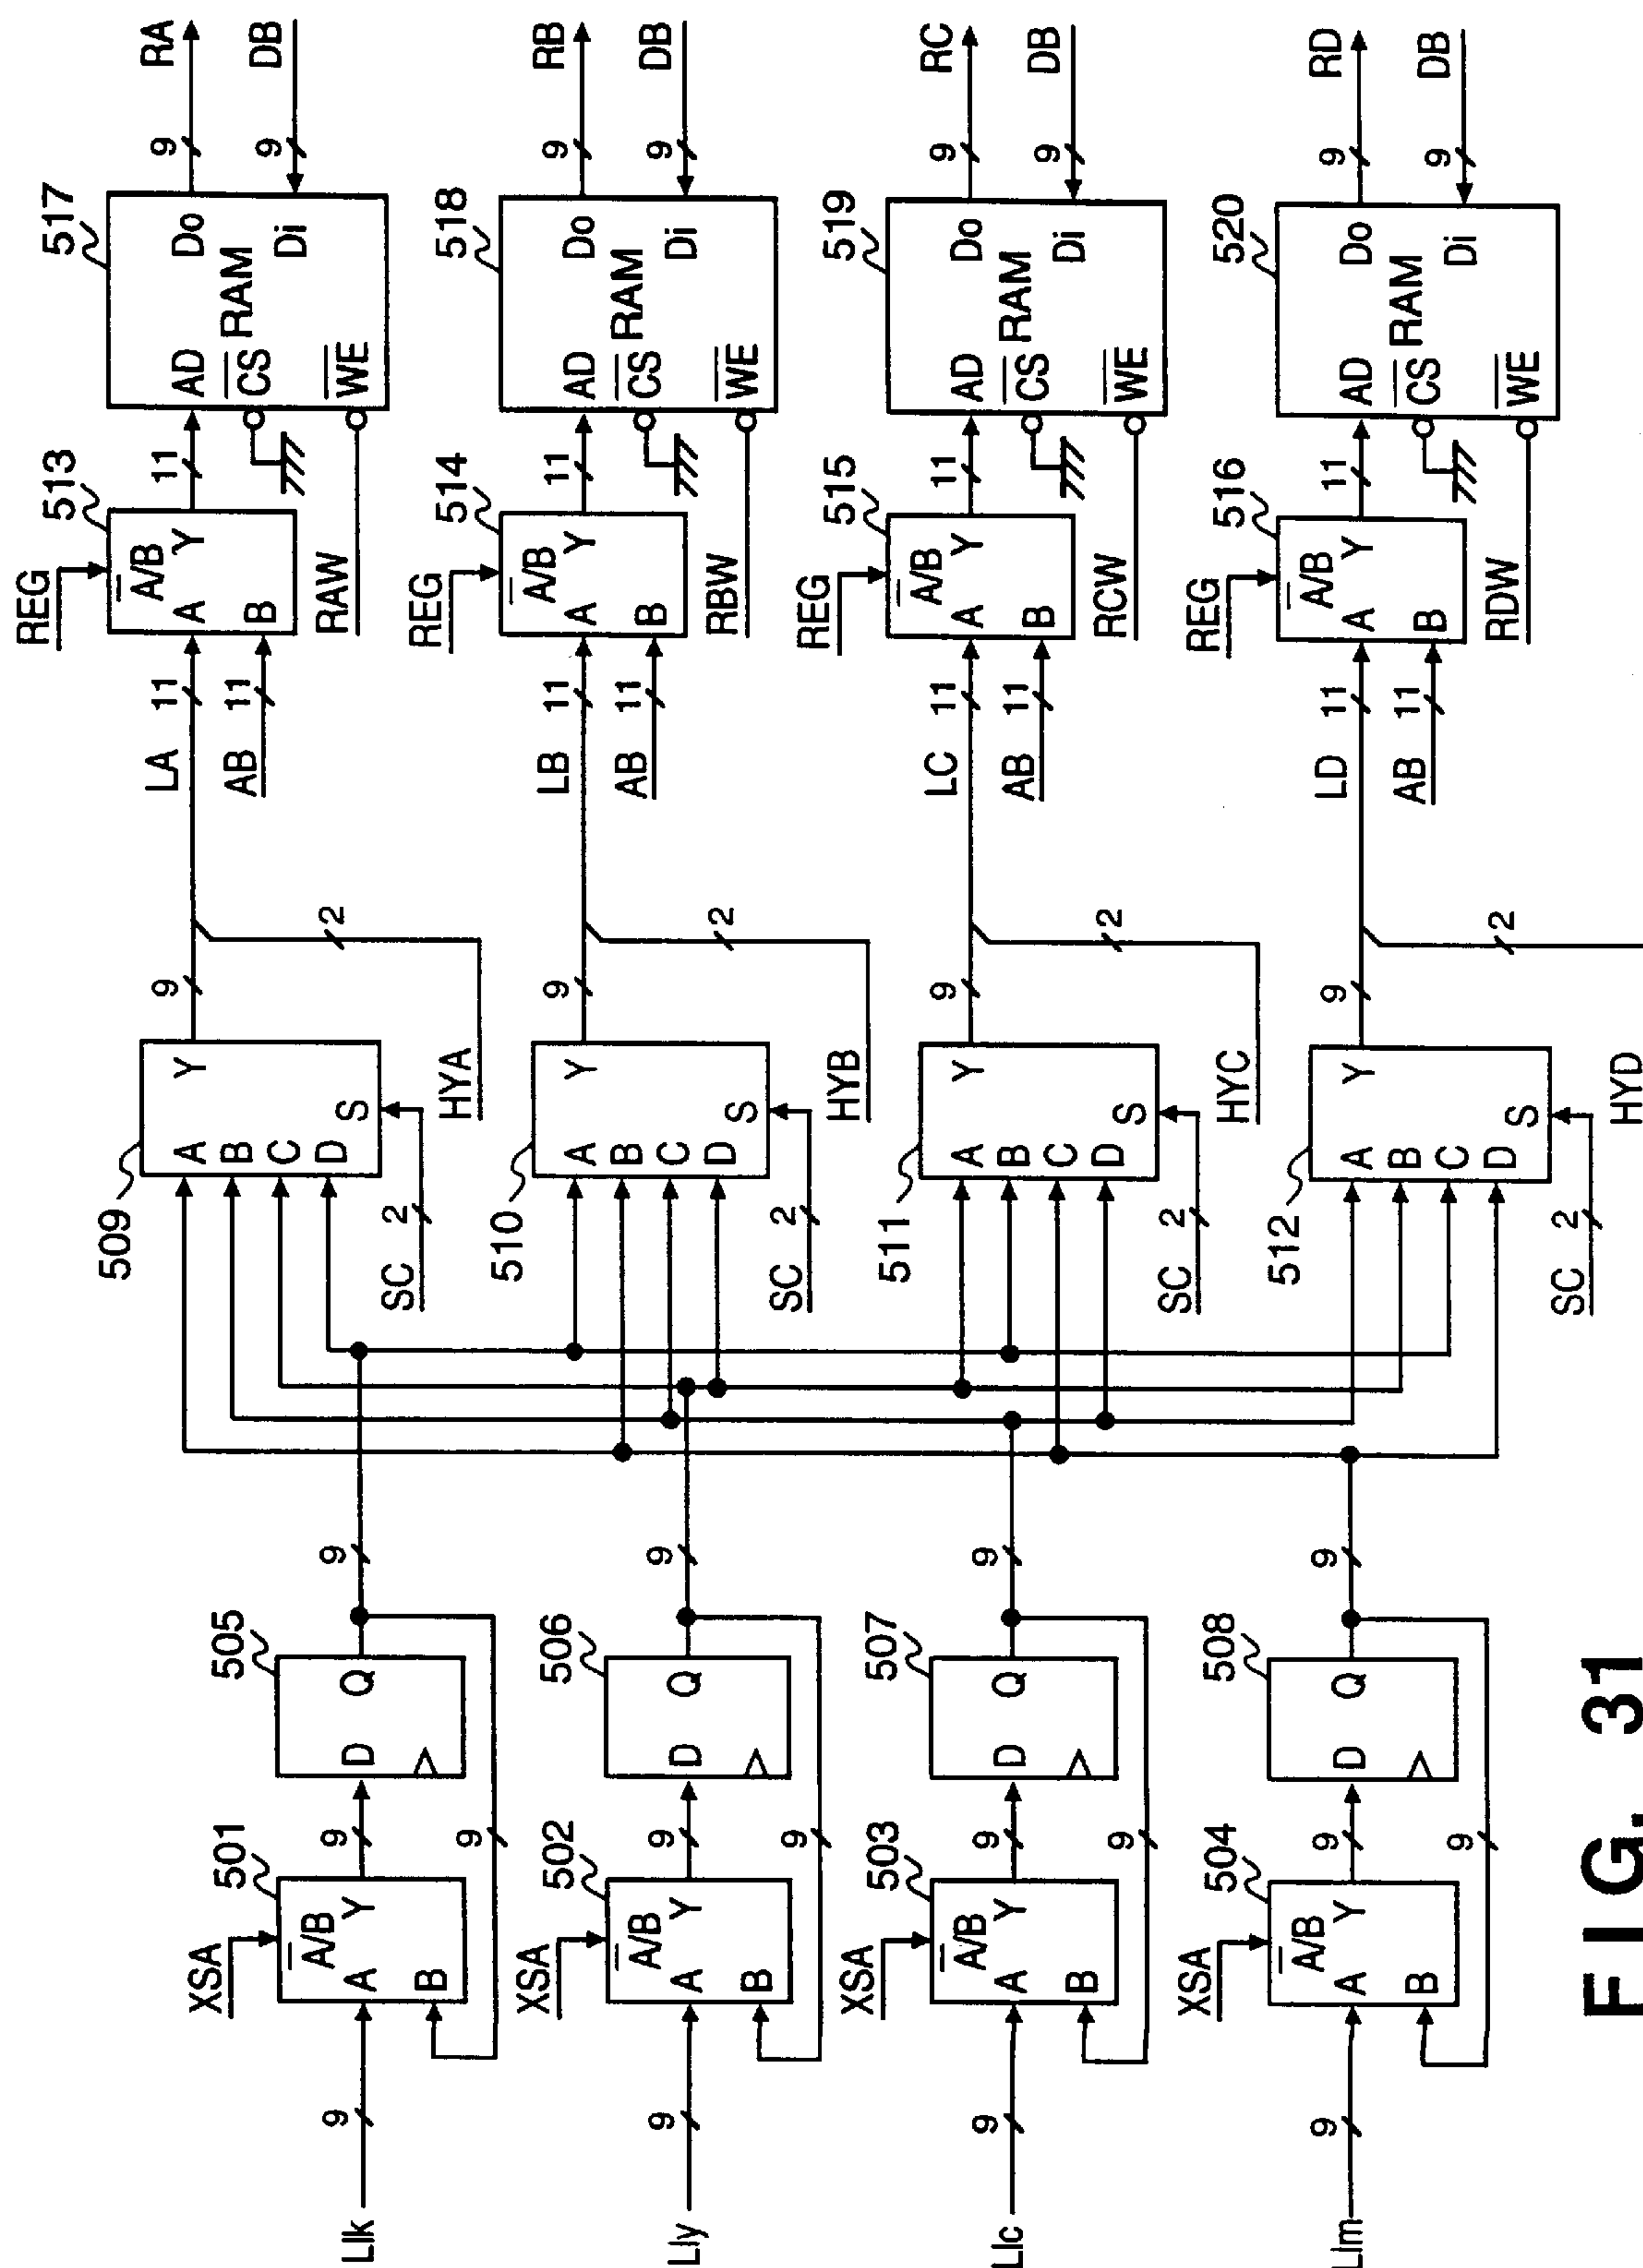 LIk
9
XSA
501
A/B
A
Y
B
9
9
505
D
Q
9
509
A
B
C
D
Y
S
SC
2
9
HYA
2
LA
11
AB
11
REG
513
A/B
A
Y
B
11
RAW
517
AD
Do
CS
RAM
Di
WE
9
RA
9
DB
LIy
9
XSA
502
A/B
A
Y
B
9
9
506
D
Q
9
510
A
B
C
D
Y
S
SC
2
9
HYB
2
LB
11
AB
11
REG
514
A/B
A
Y
B
11
RBW
518
AD
Do
CS
RAM
Di
WE
9
RB
9
DB
LIc
9
XSA
503
A/B
A
Y
B
9
9
507
D
Q
9
511
A
B
C
D
Y
S
SC
2
9
HYC
2
LC
11
AB
11
REG
515
A/B
A
Y
B
11
RCW
519
AD
Do
CS
RAM
Di
WE
9
RC
9
DB
LIm
9
XSA
504
A/B
A
Y
B
9
9
508
D
Q
9
512
A
B
C
D
Y
S
SC
2
9
HYD
2
LD
11
AB
11
REG
516
A/B
A
Y
B
11
RDW
520
AD
Do
CS
RAM
Di
WE
9
RD
9
DB
FIG. 31